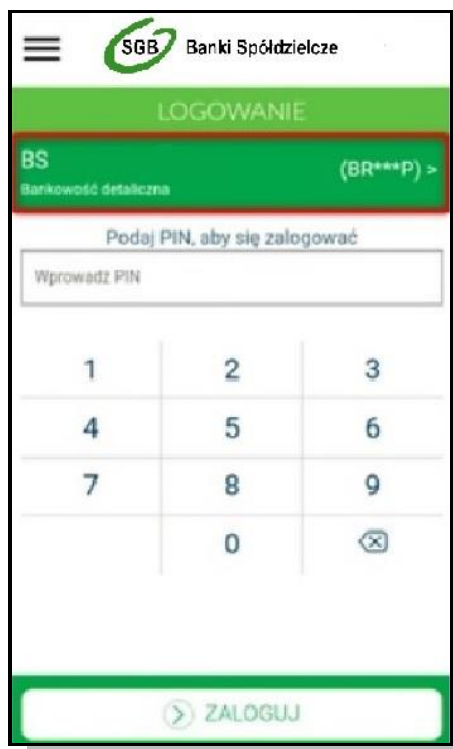 SGB Banki Spółdzielcze
LOGOWANIE
BS (BR***P) >
Bankowość detaliczna
Podaj PIN, aby się zalogować
Wprowadź PIN
1 2 3
4 5 6
7 8 9
0
ZALOGUJ